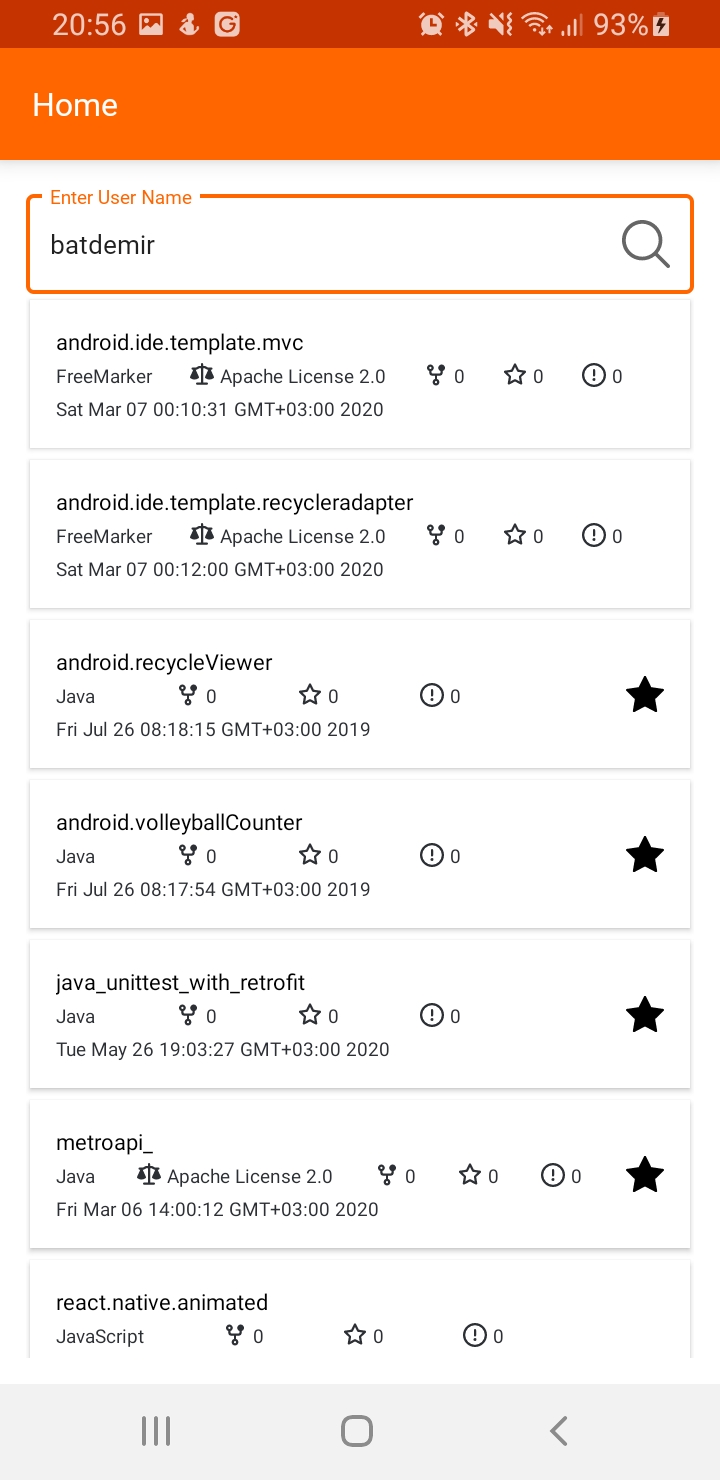 20:56 93%
Home
Enter User Name
batdemir
android.ide.template.mvc
FreeMarker Apache License 2.0 0 0 0
Sat Mar 07 00:10:31 GMT+03:00 2020
android.ide.template.recycleradapter
FreeMarker Apache License 2.0 0 0 0
Sat Mar 07 00:12:00 GMT+03:00 2020
android.recycleViewer
Java 0 0 0
Fri Jul 26 08:18:15 GMT+03:00 2019
android.volleyballCounter
Java 0 0 0
Fri Jul 26 08:17:54 GMT+03:00 2019
java_unittest_with_retrofit
Java 0 0 0
Tue May 26 19:03:27 GMT+03:00 2020
metroapi_
Java Apache License 2.0 0 0 0
Fri Mar 06 14:00:12 GMT+03:00 2020
react.native.animated
JavaScript 0 0 0